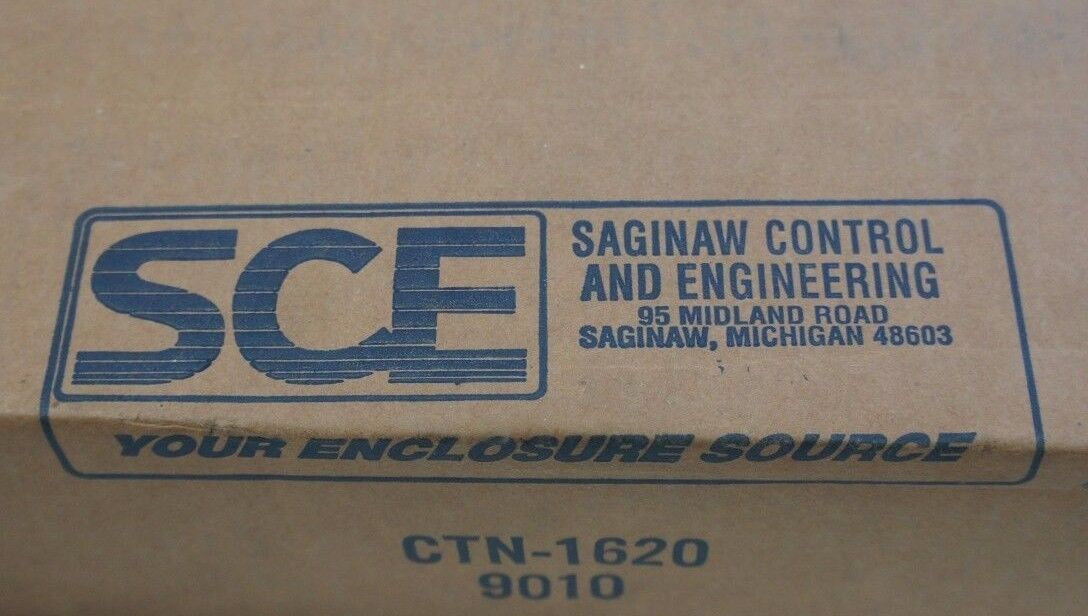 SCE
SAGINAW CONTROL
AND ENGINEERING
95 MIDLAND ROAD
SAGINAW, MICHIGAN 48603
YOUR ENCLOSURE SOURCE
CTN-1620
9010